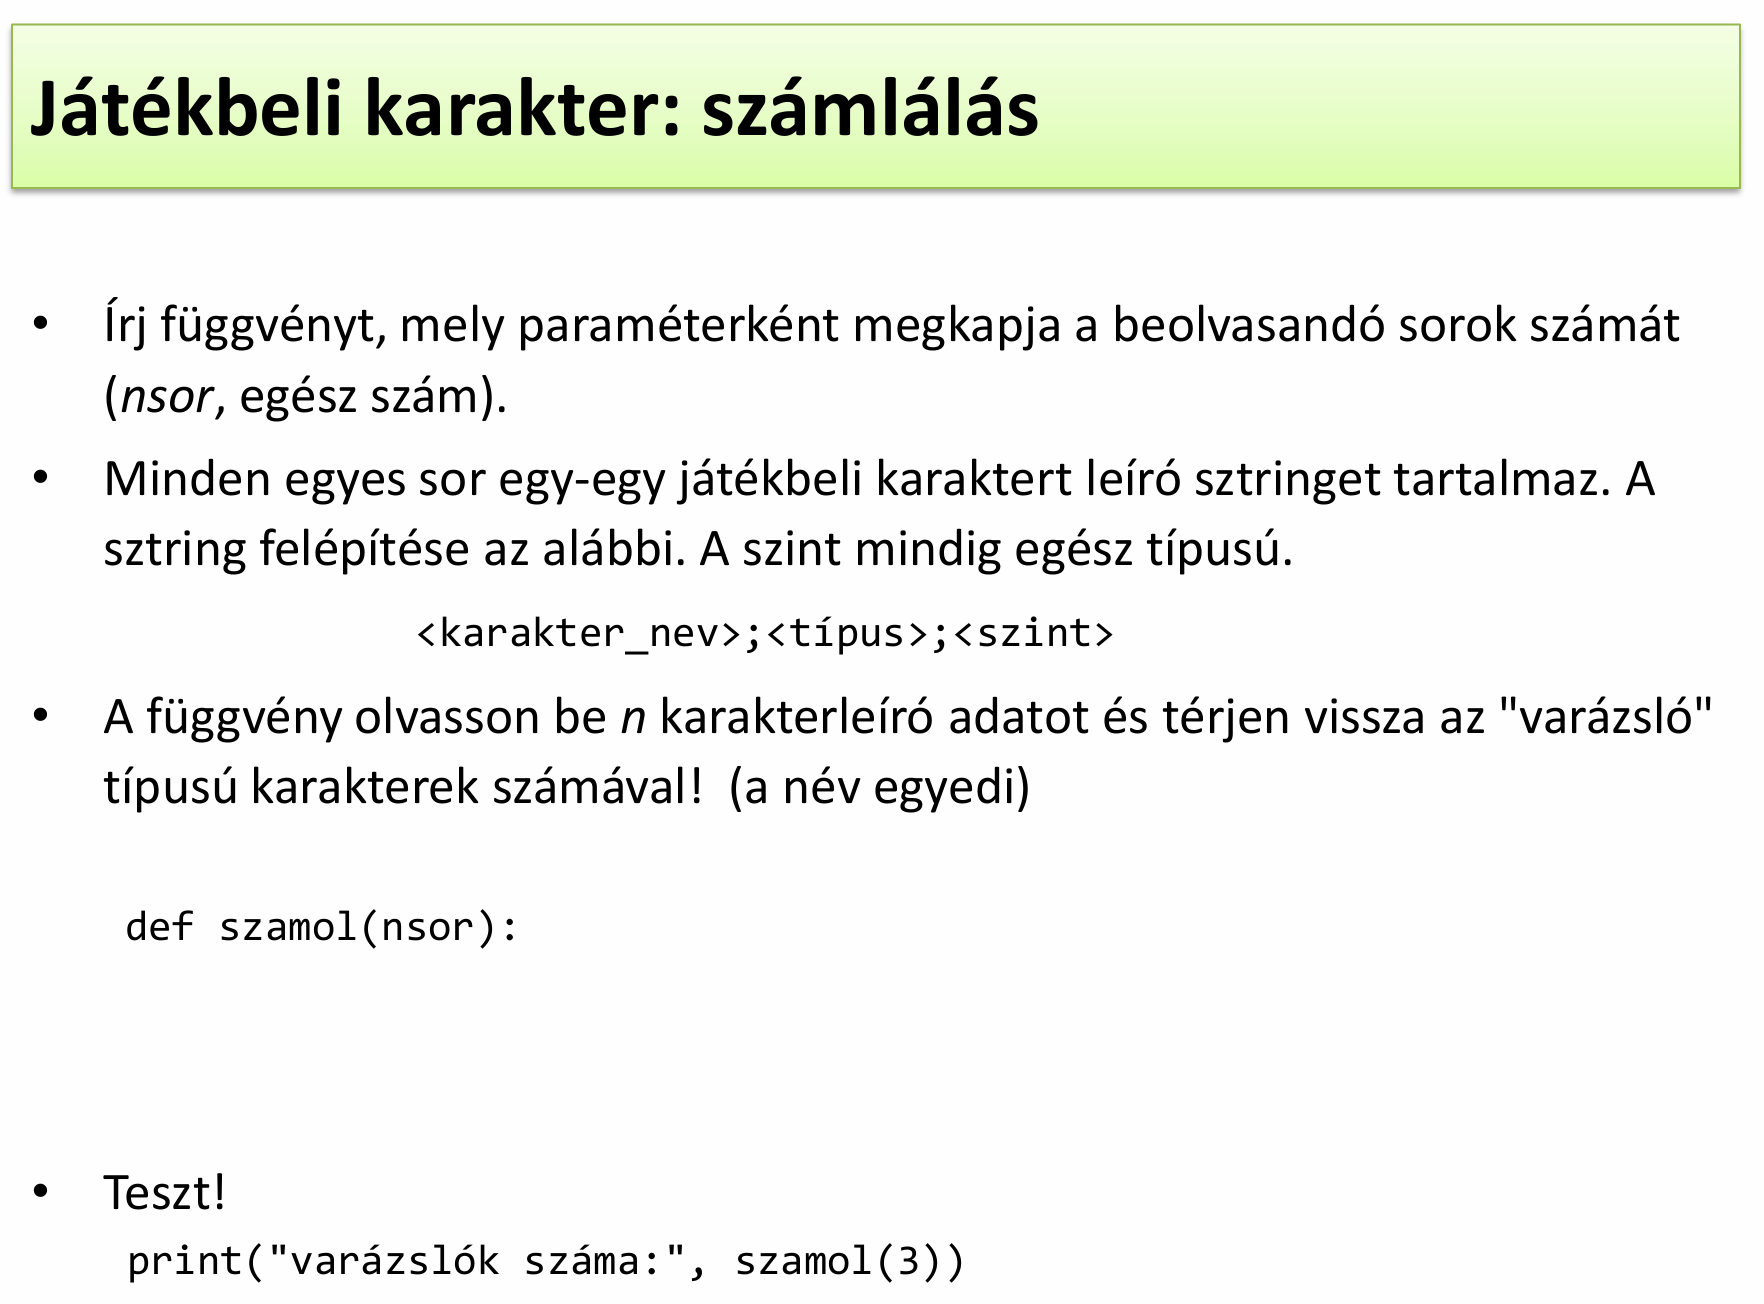 Játékbeli karakter: számlálás
• Írj függvényt, mely paraméterként megkapja a beolvasandó sorok számát
(nsor, egész szám).
• Minden egyes sor egy-egy játékbeli karaktert leíró sztringet tartalmaz. A
sztring felépítése az alábbi. A szint mindig egész típusú.
<karakter_nev>;<típus>;<szint>
• A függvény olvasson be n karakterleíró adatot és térjen vissza az "varázsló"
típusú karakterek számával!  (a név egyedi)
def szamol(nsor):
• Teszt!
print("varázslók száma:", szamol(3))